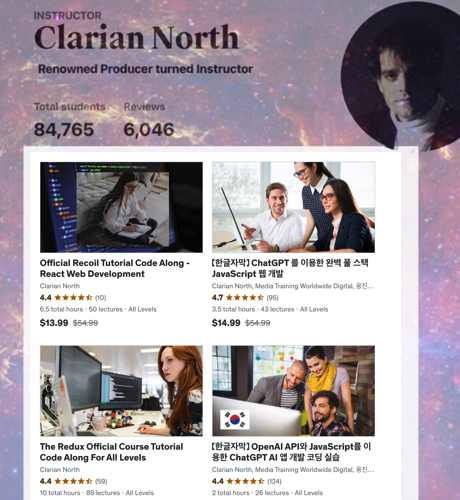 INSTRUCTOR
Clarian North
Renowned Producer turned Instructor
Total students Reviews
84,765 6,046
Official Recoil Tutorial Code Along -
React Web Development
Clarian North
4.4 (10)
6.5 total hours · 50 lectures · All Levels
$13.99 $54.99
【한글자막】 ChatGPT 를 이용한 완벽 풀 스택
JavaScript 웹 개발
Clarian North, Media Training Worldwide Digital, 웅진...
4.7 (95)
3.5 total hours · 43 lectures · All Levels
$14.99 $54.99
The Redux Official Course Tutorial
Code Along For All Levels
Clarian North
4.4 (59)
10 total hours · 89 lectures · All Levels
【한글자막】 OpenAI API와 JavaScript를 이
용한 ChatGPT AI 앱 개발 코딩 실습
Clarian North, Media Training Worldwide Digital, 웅진...
4.4 (124)
2 total hours · 26 lectures · All Levels